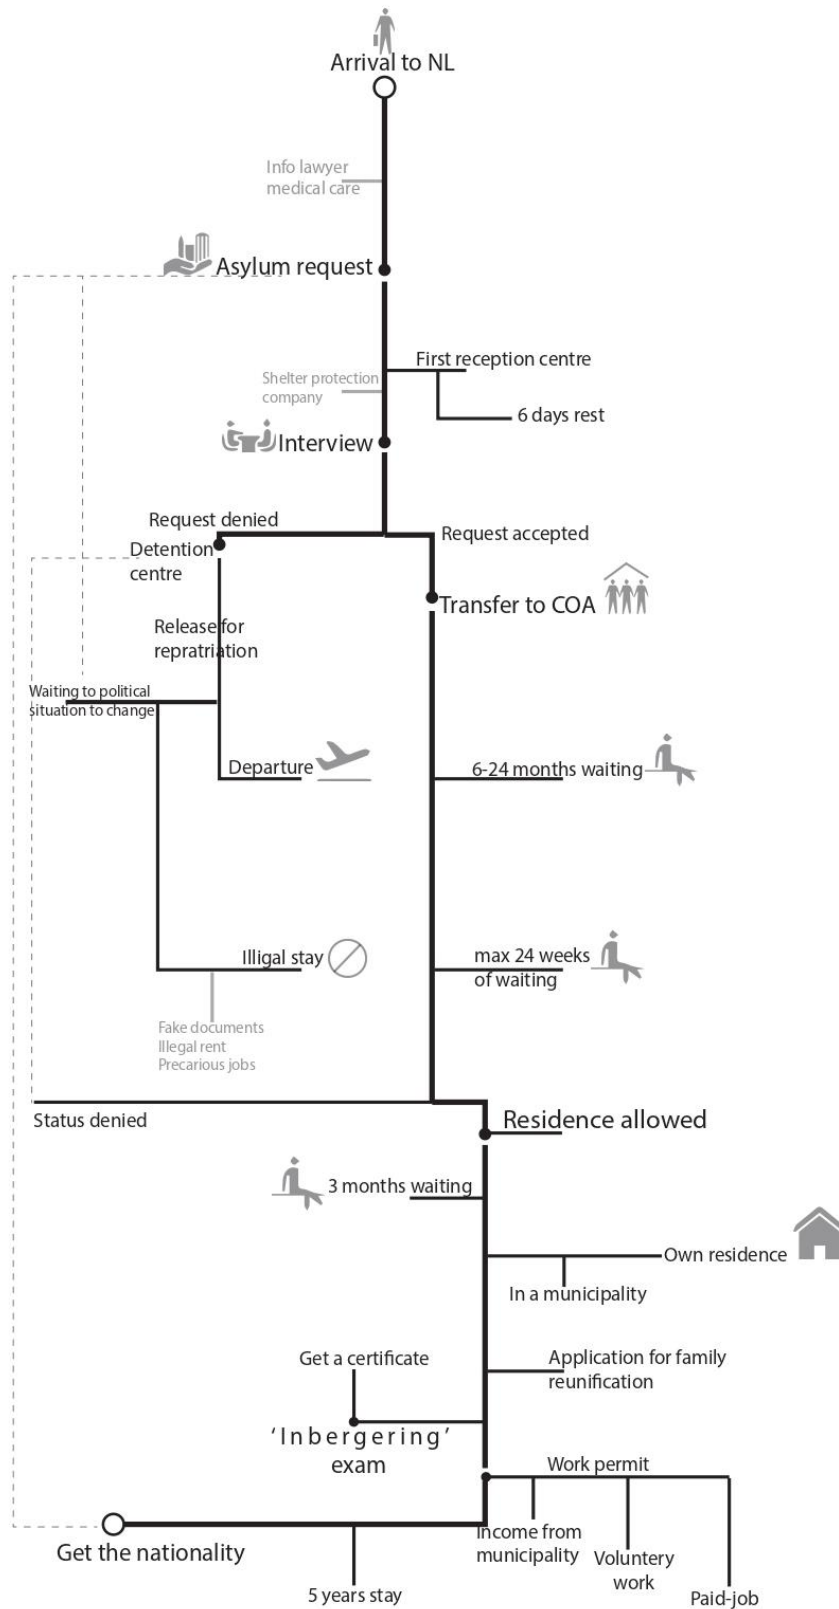 Arrival to NL
Info lawyer
medical care
Asylum request
First reception centre
Shelter protection
company
6 days rest
Interview
Request denied
Request accepted
Detention
centre
Transfer to COA
Release for
repratriation
Waiting to political
situation to change
Departure
6-24 months waiting
Illigal stay
max 24 weeks
of waiting
Fake documents
Illegal rent
Precarious jobs
Status denied
Residence allowed
3 months waiting
Own residence
In a municipality
Get a certificate
Application for family
reunification
‘Inbergering’
exam
Work permit
Income from
municipality
Voluntery
work
Paid-job
Get the nationality
5 years stay